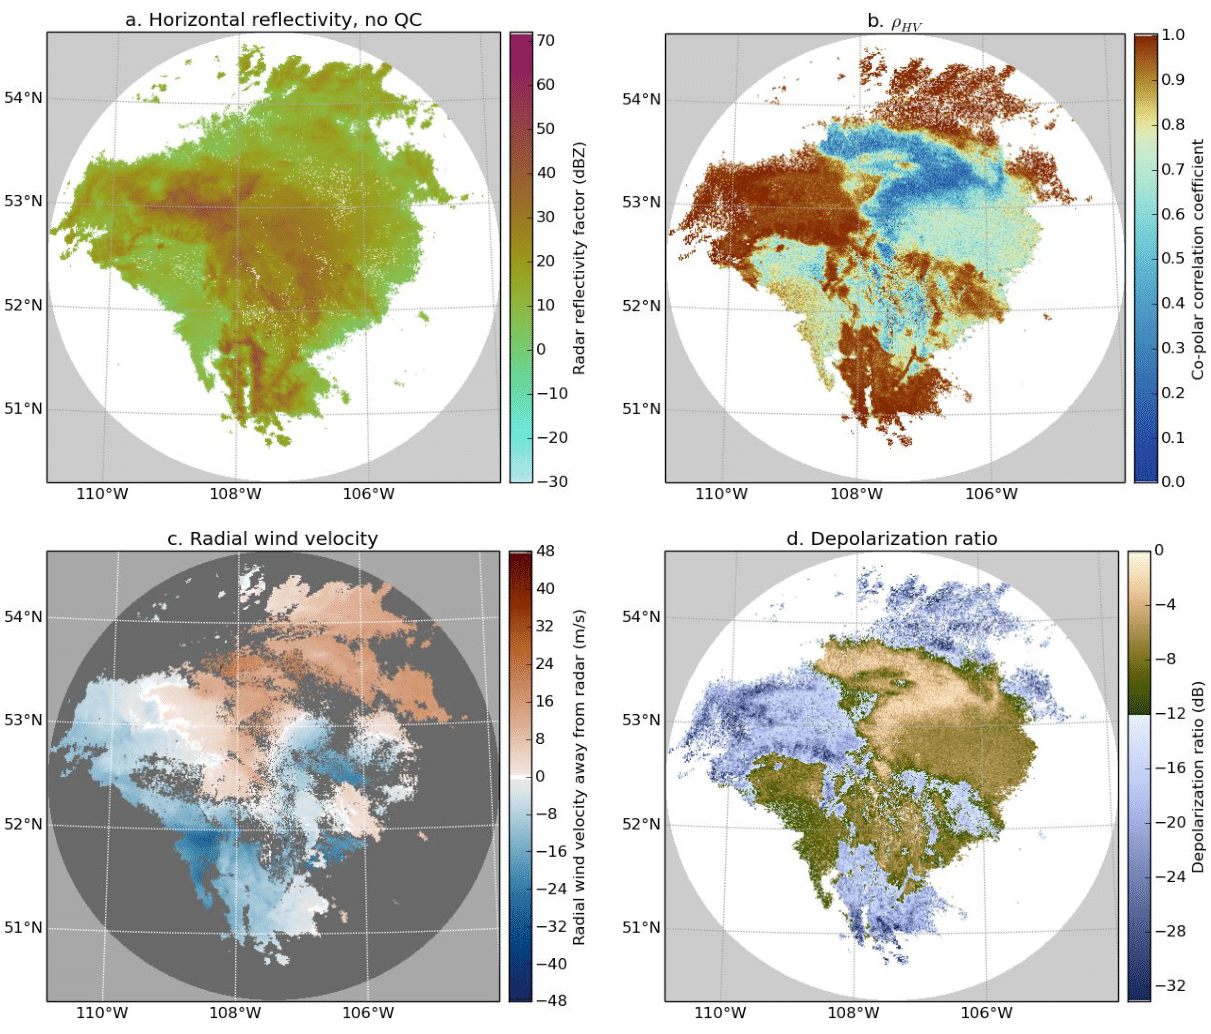 a. Horizontal reflectivity, no QC
54°N
53°N
52°N
51°N
110°W 108°W 106°W
70
60
50
40
30
20
10
0
−10
−20
−30
Radar reflectivity factor (dBZ)
b. ρHV
54°N
53°N
52°N
51°N
110°W 108°W 106°W
1.0
0.9
0.8
0.7
0.6
0.5
0.4
0.3
0.2
0.1
0.0
Co-polar correlation coefficient
c. Radial wind velocity
54°N
53°N
52°N
51°N
110°W 108°W 106°W
48
40
32
24
16
8
0
−8
−16
−24
−32
−40
−48
Radial wind velocity away from radar (m/s)
d. Depolarization ratio
54°N
53°N
52°N
51°N
110°W 108°W 106°W
0
−4
−8
−12
−16
−20
−24
−28
−32
Depolarization ratio (dB)